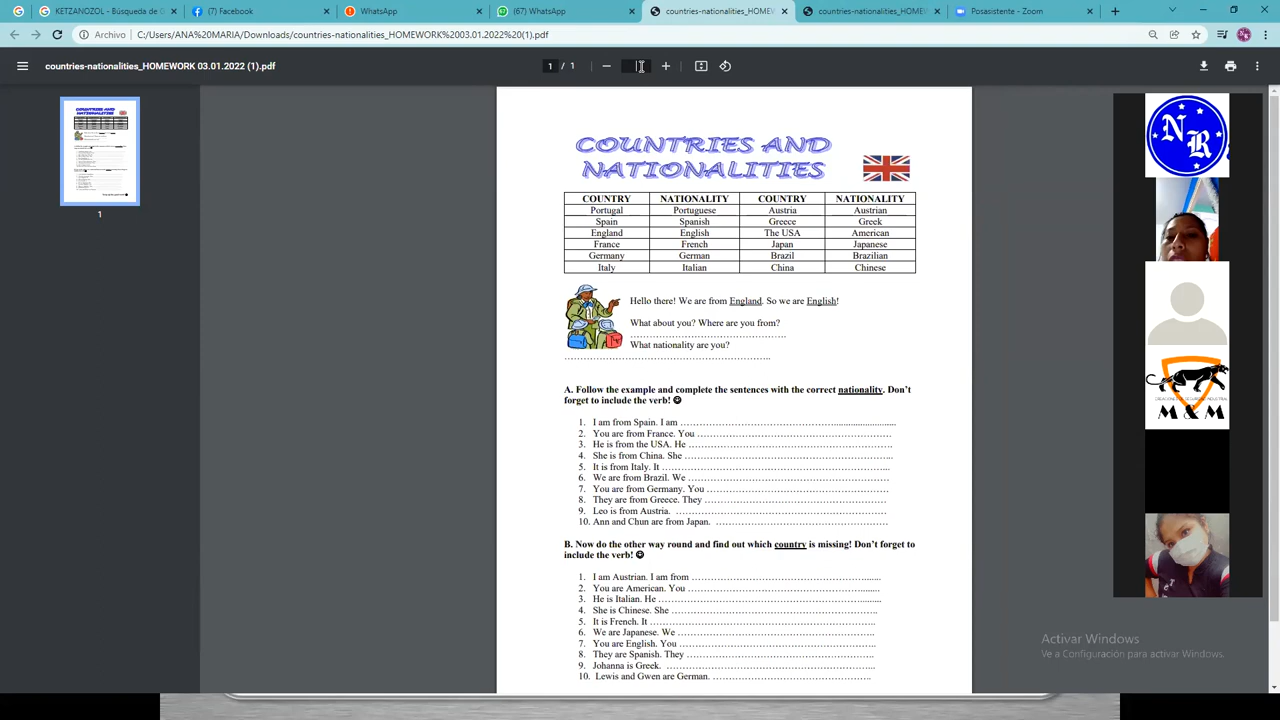 KETZANOZOL - Búsqueda de G
(7) Facebook
WhatsApp
(67) WhatsApp
countries-nationalities_HOMEWOR
countries-nationalities_HOMEWOR
Posasistente - Zoom
Archivo
C:/Users/ANA%20MARIA/Downloads/countries-nationalities_HOMEWORK%2003.01.2022%20(1).pdf
countries-nationalities_HOMEWORK 03.01.2022 (1).pdf
1 / 1
1
COUNTRIES AND
NATIONALITIES
COUNTRY NATIONALITY COUNTRY NATIONALITY
Portugal Portuguese Austria Austrian
Spain Spanish Greece Greek
England English The USA American
France French Japan Japanese
Germany German Brazil Brazilian
Italy Italian China Chinese
Hello there! We are from England. So we are English!
What about you? Where are you from?
……………………………………….
What nationality are you?
…………………………………………………………..
A. Follow the example and complete the sentences with the correct nationality. Don't
forget to include the verb! ☺
1. I am from Spain. I am ……………………………………………........................
2. You are from France. You ……………………………………………………
3. He is from the USA. He ………………………………………………………
4. She is from China. She ………………………………………………………..
5. It is from Italy. It ……………………………………………………………..
6. We are from Brazil. We ……………………………………………………
7. You are from Germany. You ………………………………………………
8. They are from Greece. They ………………………………………………
9. Leo is from Austria. ………………………………………………………
10. Ann and Chun are from Japan. ……………………………………………
B. Now do the other way round and find out which country is missing! Don't forget to
include the verb! ☺
1. I am Austrian. I am from …………………………………………………......
2. You are American. You …………………………………………………........
3. He is Italian. He …………………………………………………………........
4. She is Chinese. She ………………………………………………………..
5. It is French. It ……………………………………………………………..
6. We are Japanese. We ……………………………………………………..
7. You are English. You ……………………………………………………..
8. They are Spanish. They …………………………………………………..
9. Johanna is Greek. ………………………………………………………...
10. Lewis and Gwen are German. …………………………………………..
NR
M & M
Activar Windows
Ve a Configuración para activar Windows.